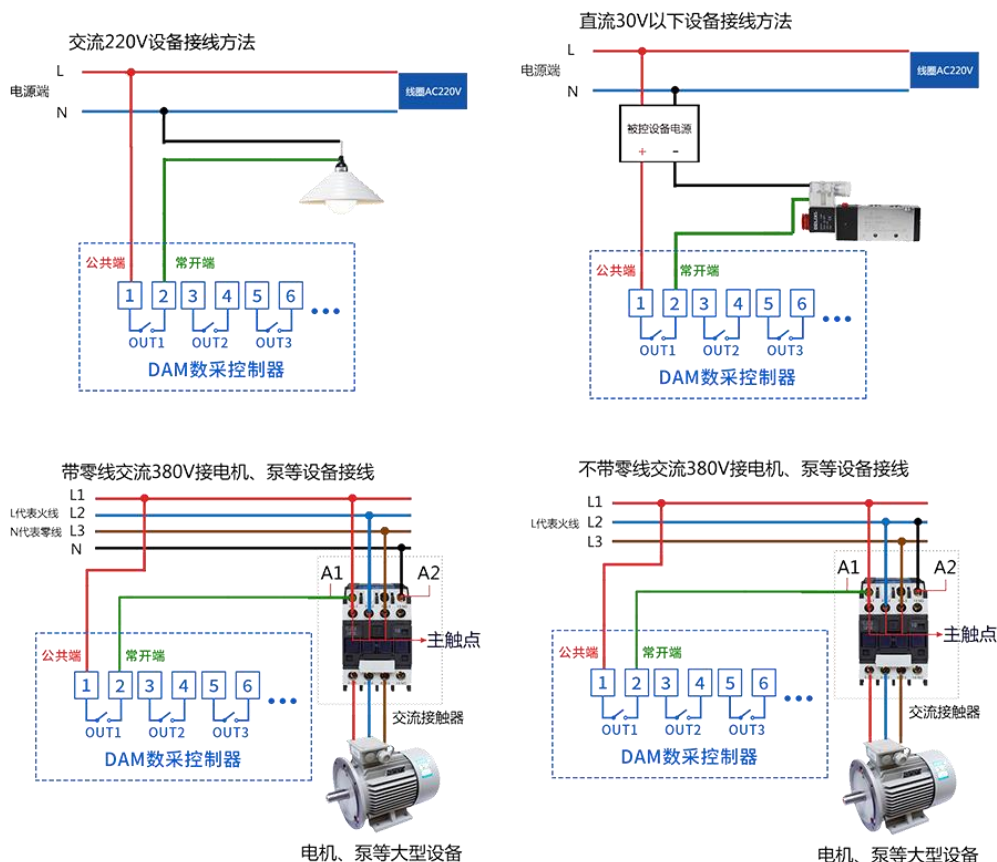 交流220V设备接线方法
L
电源端
N
线圈AC220V
公共端
常开端
1 2 3 4 5 6 •••
OUT1 OUT2 OUT3
DAM数采控制器
直流30V以下设备接线方法
L
电源端
N
线圈AC220V
被控设备电源
+ -
公共端
常开端
1 2 3 4 5 6 •••
OUT1 OUT2 OUT3
DAM数采控制器
带零线交流380V接电机、泵等设备接线
L1
L代表火线 L2
N代表零线 L3
N
A1 A2
主触点
公共端
常开端
1 2 3 4 5 6 •••
OUT1 OUT2 OUT3
交流接触器
DAM数采控制器
电机、泵等大型设备
不带零线交流380V接电机、泵等设备接线
L1
L代表火线 L2
L3
A1 A2
主触点
公共端
常开端
1 2 3 4 5 6 •••
OUT1 OUT2 OUT3
交流接触器
DAM数采控制器
电机、泵等大型设备